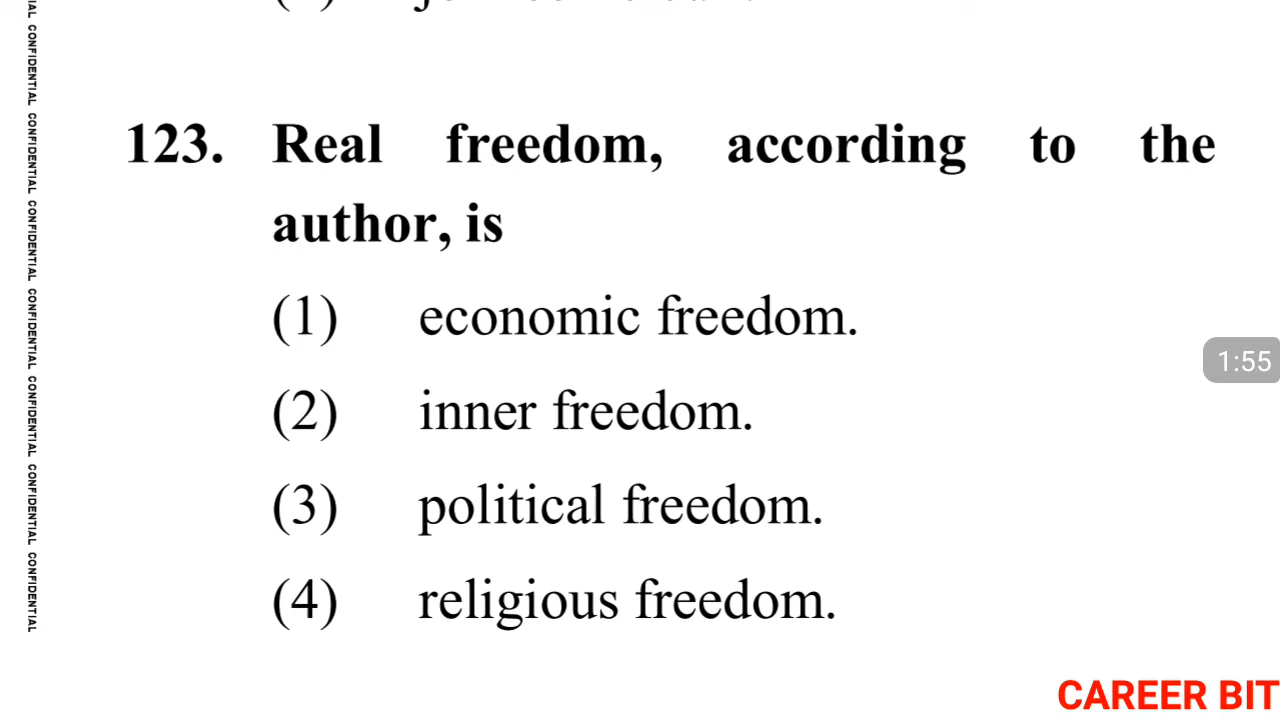 CONFIDENTIAL CONFIDENTIAL CONFIDENTIAL CONFIDENTIAL CONFIDENTIAL CONFIDENTIAL CONFIDENTIAL
123. Real freedom, according to the
author, is
(1) economic freedom.
(2) inner freedom.
(3) political freedom.
(4) religious freedom.
1:55
CAREER BIT